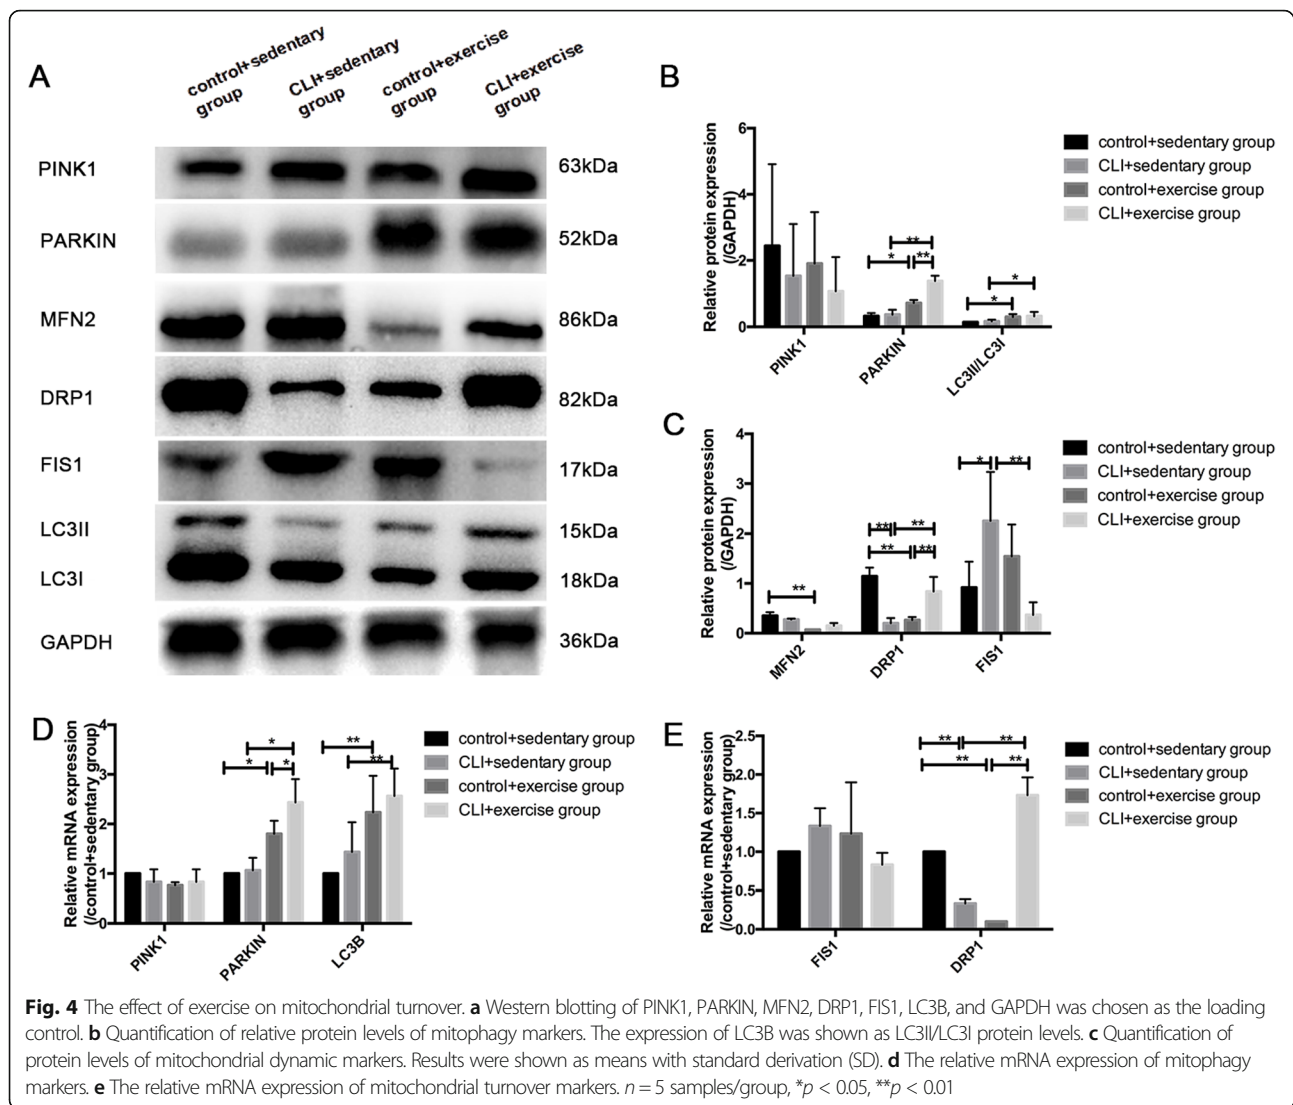 A
control+sedentary
group
CLI+sedentary
group
control+exercise
group
CLI+exercise
group
PINK1
63kDa
PARKIN
52kDa
MFN2
86kDa
DRP1
82kDa
FIS1
17kDa
LC3II
15kDa
LC3I
18kDa
GAPDH
36kDa
B
Relative protein expression
(/GAPDH)
6
4
2
0
**
*
**
*
*
PINK1
PARKIN
LC3II/LC3I
control+sedentary group
CLI+sedentary group
control+exercise group
CLI+exercise group
C
Relative protein expression
(/GAPDH)
4
3
2
1
0
**
**
**
**
**
*
**
MFN2
DRP1
FIS1
control+sedentary group
CLI+sedentary group
control+exercise group
CLI+exercise group
D
Relative mRNA expression
(/control+sedentary group)
4
3
2
1
0
*
*
*
**
**
PINK1
PARKIN
LC3B
control+sedentary group
CLI+sedentary group
control+exercise group
CLI+exercise group
E
Relative mRNA expression
(/control+sedentary group)
2.5
2.0
1.5
1.0
0.5
0.0
**
**
**
**
FIS1
DRP1
control+sedentary group
CLI+sedentary group
control+exercise group
CLI+exercise group
Fig. 4 The effect of exercise on mitochondrial turnover. a Western blotting of PINK1, PARKIN, MFN2, DRP1, FIS1, LC3B, and GAPDH was chosen as the loading
control. b Quantification of relative protein levels of mitophagy markers. The expression of LC3B was shown as LC3II/LC3I protein levels. c Quantification of
protein levels of mitochondrial dynamic markers. Results were shown as means with standard derivation (SD). d The relative mRNA expression of mitophagy
markers. e The relative mRNA expression of mitochondrial turnover markers. n = 5 samples/group, *p < 0.05, **p < 0.01